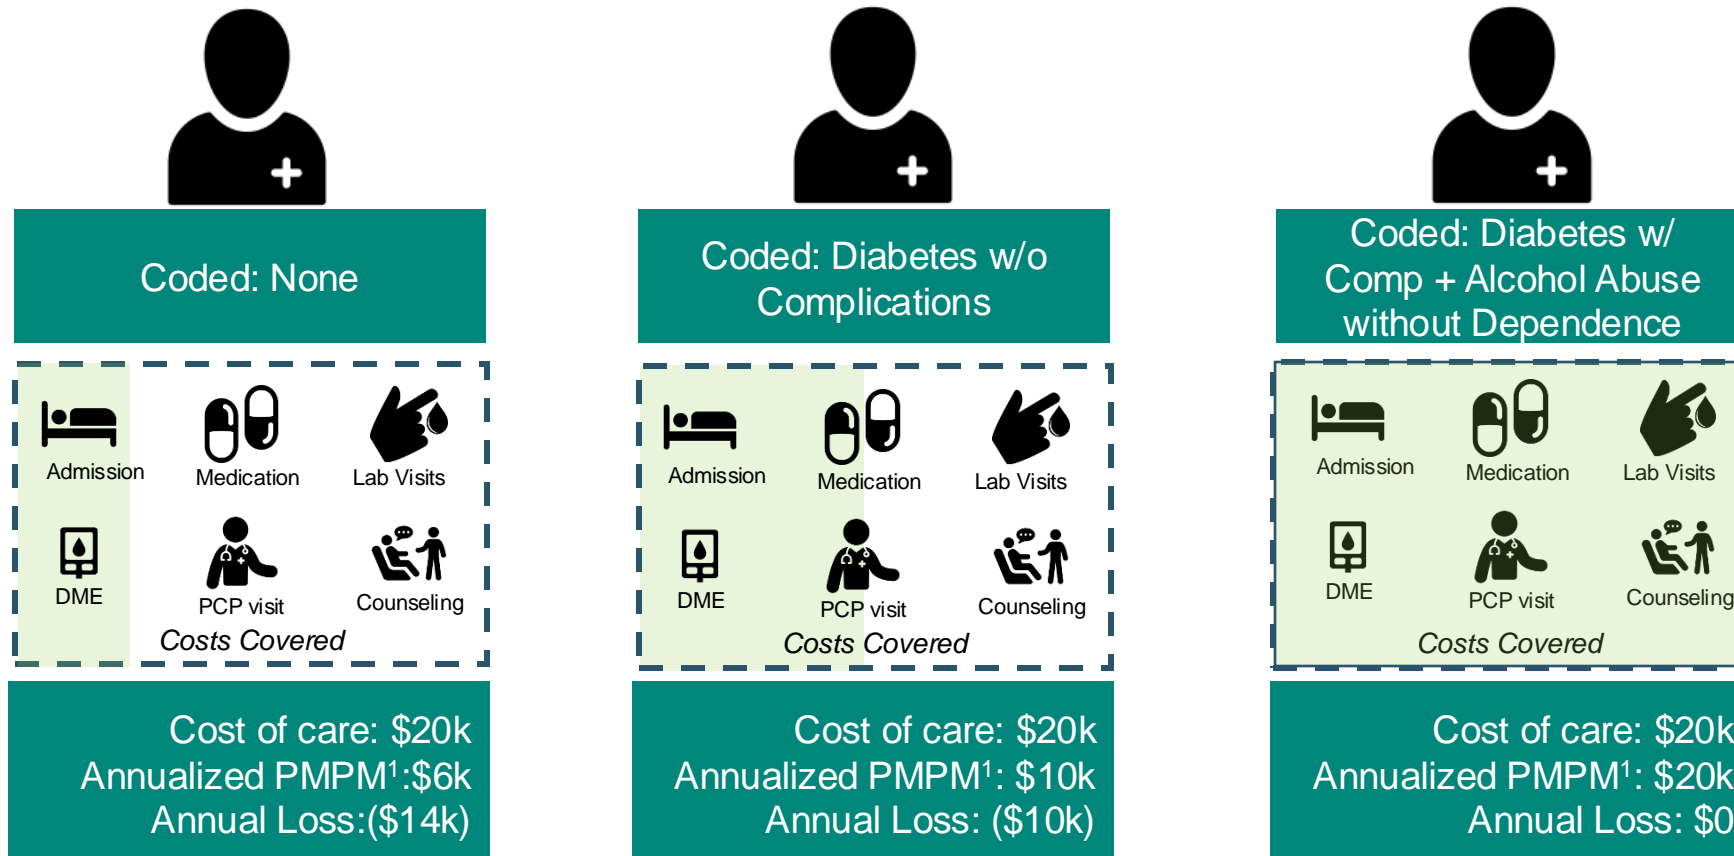 Coded: None
Admission
Medication
Lab Visits
DME
PCP visit
Counseling
Costs Covered
Cost of care: $20k
Annualized PMPM¹:$6k
Annual Loss:($14k)
Coded: Diabetes w/o
Complications
Admission
Medication
Lab Visits
DME
PCP visit
Counseling
Costs Covered
Cost of care: $20k
Annualized PMPM¹: $10k
Annual Loss: ($10k)
Coded: Diabetes w/
Comp + Alcohol Abuse
without Dependence
Admission
Medication
Lab Visits
DME
PCP visit
Counseling
Costs Covered
Cost of care: $20k
Annualized PMPM¹: $20k
Annual Loss: $0